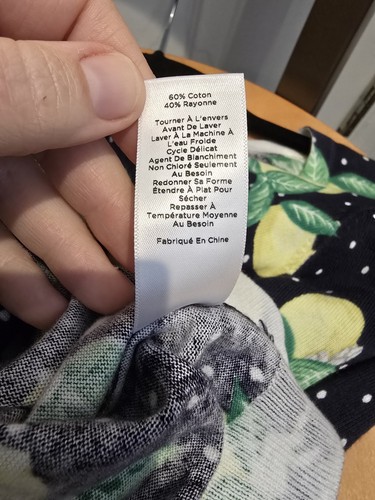 60% Coton
40% Rayonne
Tourner À L'envers
Avant De Laver
Laver À La Machine À
L'eau Froide
Cycle Délicat
Agent De Blanchiment
Non Chloré Seulement
Au Besoin
Redonner Sa Forme
Étendre À Plat Pour
Sécher
Repasser À
Température Moyenne
Au Besoin
Fabriqué En Chine